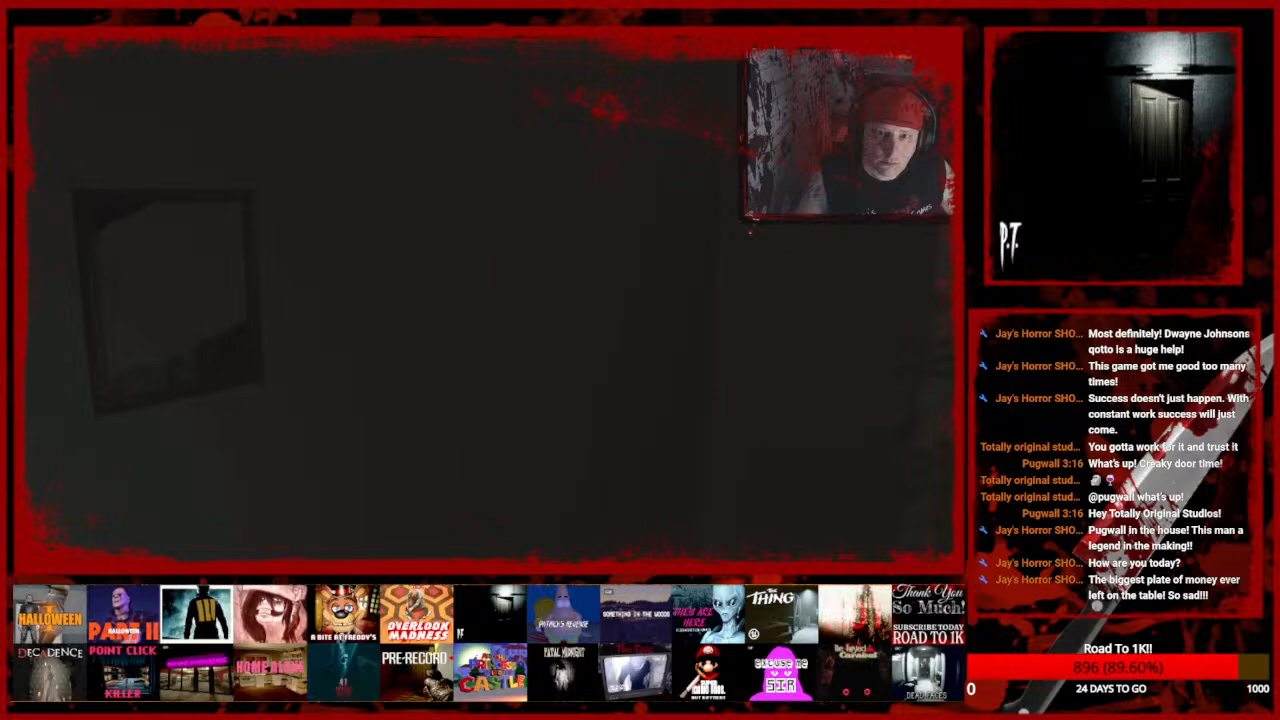 P.T.
Jay's Horror SHO... Most definitely! Dwayne Johnsons
qotto is a huge help!
Jay's Horror SHO... This game got me good too many
times!
Jay's Horror SHO... Success doesn't just happen. With
constant work success will just
come.
Totally original stud... You gotta work for it and trust it
Pugwall 3:16 What's up! Creaky door time!
Totally original stud...
Totally original stud... @pugwall what's up!
Pugwall 3:16 Hey Totally Original Studios!
Jay's Horror SHO... Pugwall in the house! This man a
legend in the making!!
Jay's Horror SHO... How are you today?
Jay's Horror SHO... The biggest plate of money ever
left on the table! So sad!!!
HALLOWEEN
HALLOWEEN
PART II
POINT CLICK
A BITE AT FREDDY'S
OVERLOOK
MADNESS
PATRICK'S REVENGE
SOMETHING IN THE WOODS
THEY ARE
HERE
THE THING
Thank You
So Much!
SUBSCRIBE TODAY
ROAD TO 1K
DECADENCE
KILLER
HOME ALONE
PRE-RECORD
CASTLE
FATAL MIDNIGHT
EXCUSE ME
SIR
Carnival
DEAD FACES
Road To 1K!!
896 (89.60%)
0
24 DAYS TO GO
1000